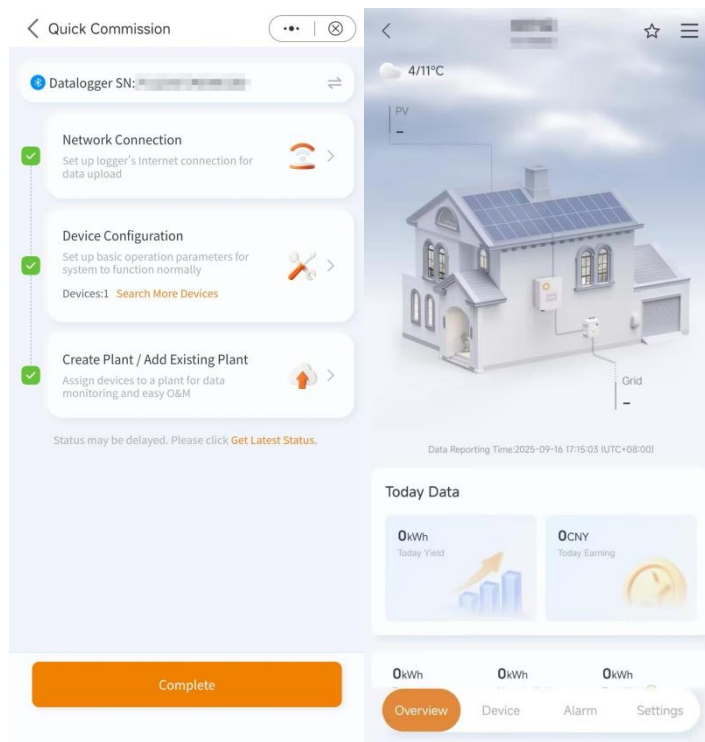 Quick Commission
Datalogger SN:
Network Connection
Set up logger's Internet connection for
data upload
Device Configuration
Set up basic operation parameters for
system to function normally
Devices:1 Search More Devices
Create Plant / Add Existing Plant
Assign devices to a plant for data
monitoring and easy O&M
Status may be delayed. Please click Get Latest Status.
Complete
4/11°C
PV
–
Grid
–
Data Reporting Time:2025-09-16 17:15:03 (UTC+08:00)
Today Data
0kWh
Today Yield
0CNY
Today Earning
0kWh 0kWh 0kWh
Overview Device Alarm Settings